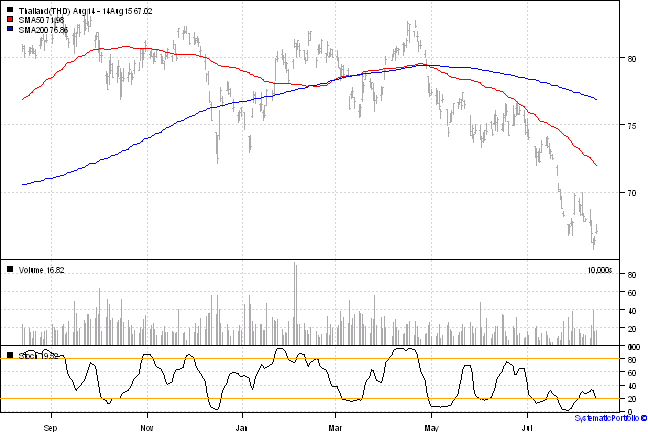 Thailand(THD) Aug14 - 14Aug15 67.02
SMA50 71.98
SMA200 76.86
80
75
70
Volume 16.82 10,000s
80
60
40
20
Stoch 19.52 100
80
60
40
20
0
Sep Nov Jan Mar May Jul
SystematicPortfolio ©